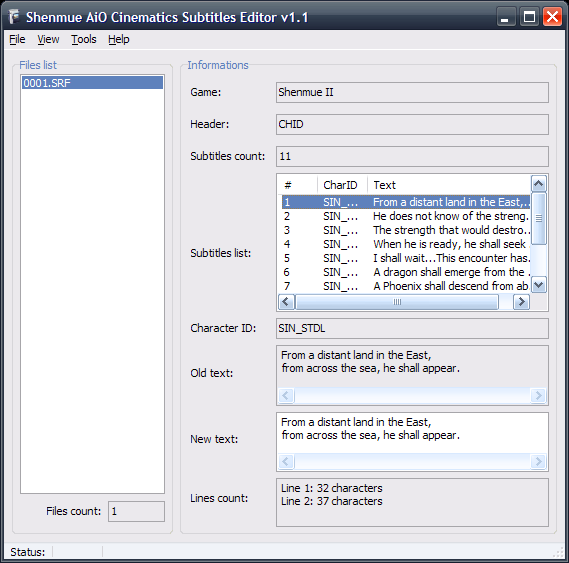 Shenmue AiO Cinematics Subtitles Editor v1.1
File View Tools Help
Files list
0001.SRF
Files count: 1
Informations
Game: Shenmue II
Header: CHID
Subtitles count: 11
Subtitles list:
# CharID Text
1 SIN_... From a distant land in the East,...
2 SIN_... He does not know of the streng...
3 SIN_... The strength that would destro...
4 SIN_... When he is ready, he shall seek
5 SIN_... I shall wait...This encounter has...
6 SIN_... A dragon shall emerge from the .
7 SIN_... A Phoenix shall descend from ab
Character ID: SIN_STDL
Old text:
From a distant land in the East,
from across the sea, he shall appear.
New text:
From a distant land in the East,
from across the sea, he shall appear.
Lines count:
Line 1: 32 characters
Line 2: 37 characters
Status: